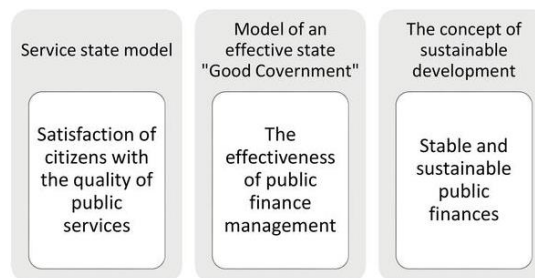 Service state model
Satisfaction of
citizens with
the quality of
public
services
Model of an
effective state
"Good Covernment"
The
effectiveness
of public
finance
management
The concept of
sustainable
development
Stable and
sustainable
public
finances